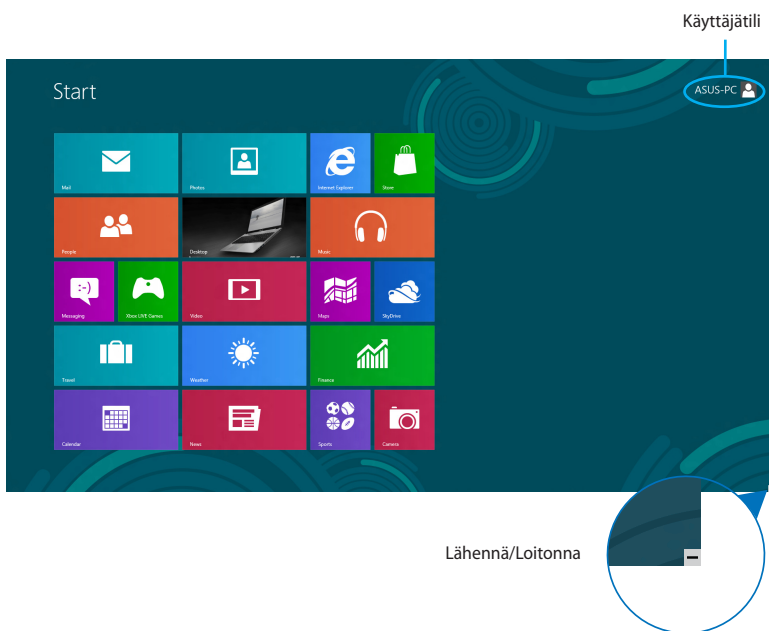 Käyttäjätili
Start
ASUS-PC
Mail
Photos
Internet Explorer
Store
People
Desktop
Music
Messaging
Xbox LIVE Games
Video
Maps
SkyDrive
Travel
Weather
Finance
Calendar
News
Sports
Camera
Lähennä/Loitonna